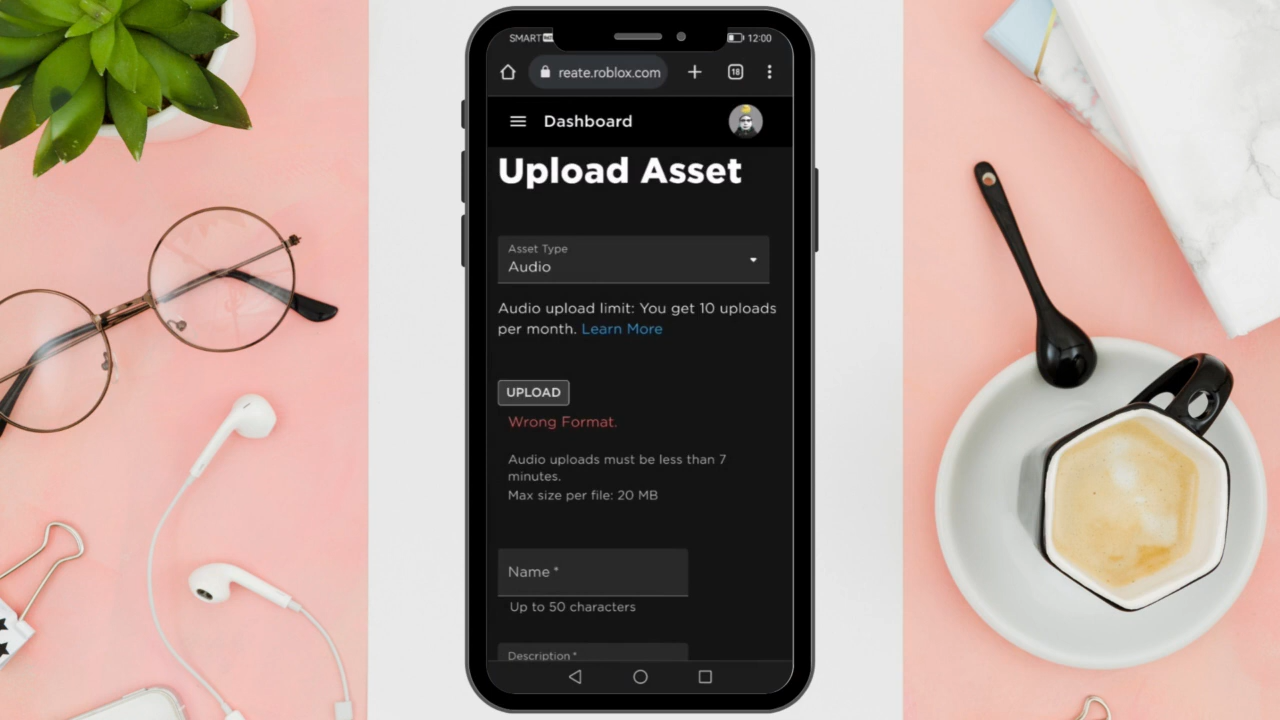 SMART
12:00
reate.roblox.com
18
Dashboard
Upload Asset
Asset Type
Audio
Audio upload limit: You get 10 uploads
per month. Learn More
UPLOAD
Wrong Format.
Audio uploads must be less than 7
minutes.
Max size per file: 20 MB
Name *
Up to 50 characters
Description *